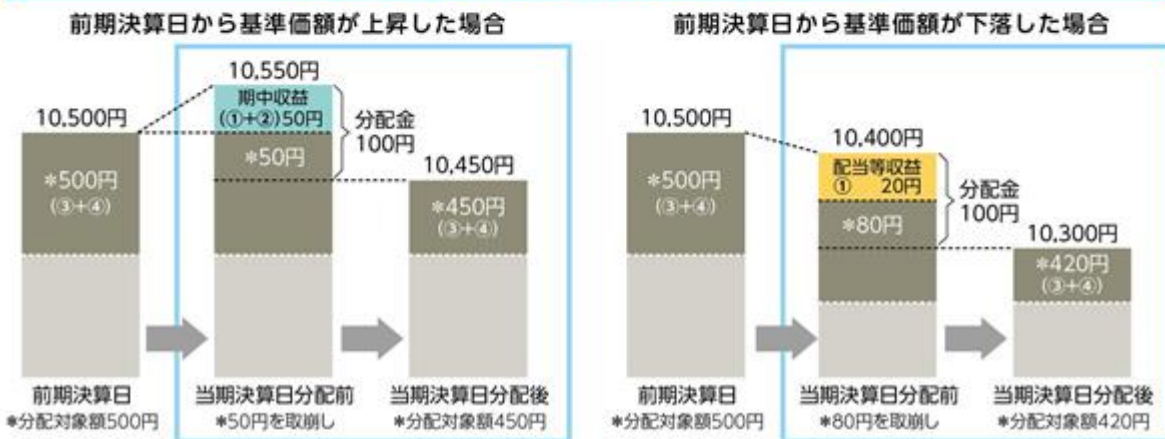 前期決算日から基準価額が上昇した場合
10,500円
*500円
(③+④)
10,550円
期中収益
(①+②)50円
*50円
分配金
100円
10,450円
*450円
(③+④)
前期決算日
*分配対象額500円
当期決算日分配前
*50円を取崩し
当期決算日分配後
*分配対象額450円
前期決算日から基準価額が下落した場合
10,500円
*500円
(③+④)
10,400円
配当等収益
① 20円
*80円
分配金
100円
10,300円
*420円
(③+④)
前期決算日
*分配対象額500円
当期決算日分配前
*80円を取崩し
当期決算日分配後
*分配対象額420円